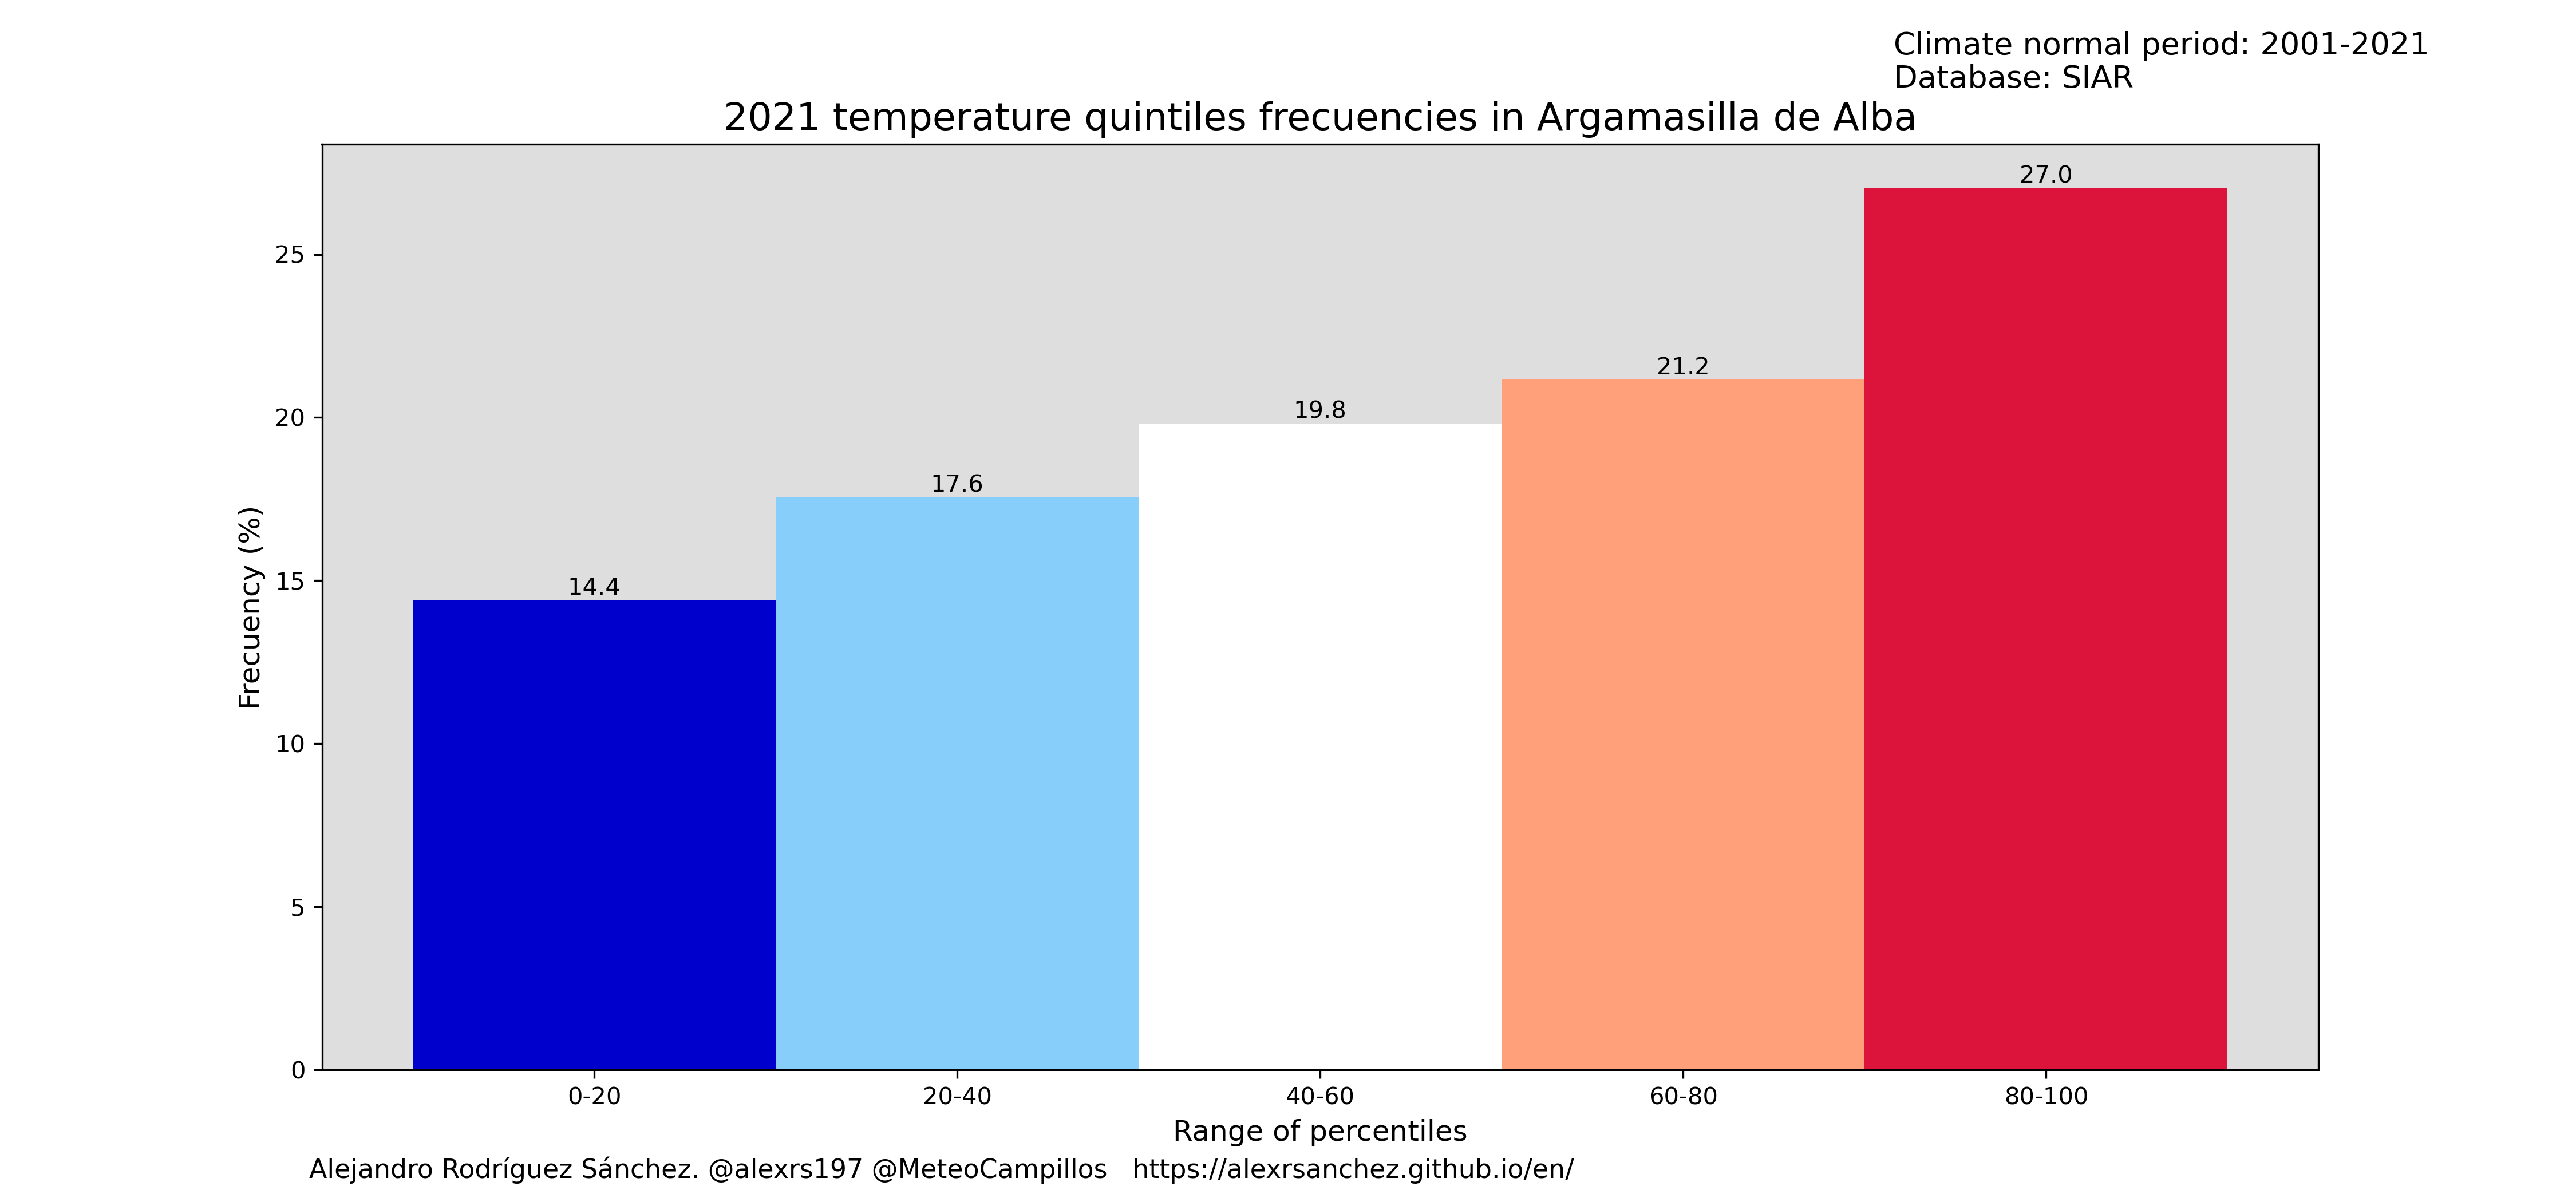 Climate normal period: 2001-2021
Database: SIAR
2021 temperature quintiles frecuencies in Argamasilla de Alba
27.0
25
21.2
20
19.8
17.6
15
14.4
10
5
0
Frecuency (%)
0-20 20-40 40-60 60-80 80-100
Range of percentiles
Alejandro Rodríguez Sánchez. @alexrs197 @MeteoCampillos https://alexrsanchez.github.io/en/